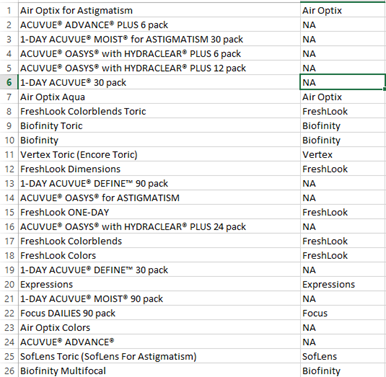 1 Air Optix for Astigmatism Air Optix
2 ACUVUE® ADVANCE® PLUS 6 pack NA
3 1-DAY ACUVUE® MOIST® for ASTIGMATISM 30 pack NA
4 ACUVUE® OASYS® with HYDRACLEAR® PLUS 6 pack NA
5 ACUVUE® OASYS® with HYDRACLEAR® PLUS 12 pack NA
6 1-DAY ACUVUE® 30 pack NA
7 Air Optix Aqua Air Optix
8 FreshLook Colorblends Toric FreshLook
9 Biofinity Toric Biofinity
10 Biofinity Biofinity
11 Vertex Toric (Encore Toric) Vertex
12 FreshLook Dimensions FreshLook
13 1-DAY ACUVUE® DEFINE™ 90 pack NA
14 ACUVUE® OASYS® for ASTIGMATISM NA
15 FreshLook ONE-DAY FreshLook
16 ACUVUE® OASYS® with HYDRACLEAR® PLUS 24 pack NA
17 FreshLook Colorblends FreshLook
18 FreshLook Colors FreshLook
19 1-DAY ACUVUE® DEFINE™ 30 pack NA
20 Expressions Expressions
21 1-DAY ACUVUE® MOIST® 90 pack NA
22 Focus DAILIES 90 pack Focus
23 Air Optix Colors NA
24 ACUVUE® ADVANCE® NA
25 SofLens Toric (SofLens For Astigmatism) SofLens
26 Biofinity Multifocal Biofinity